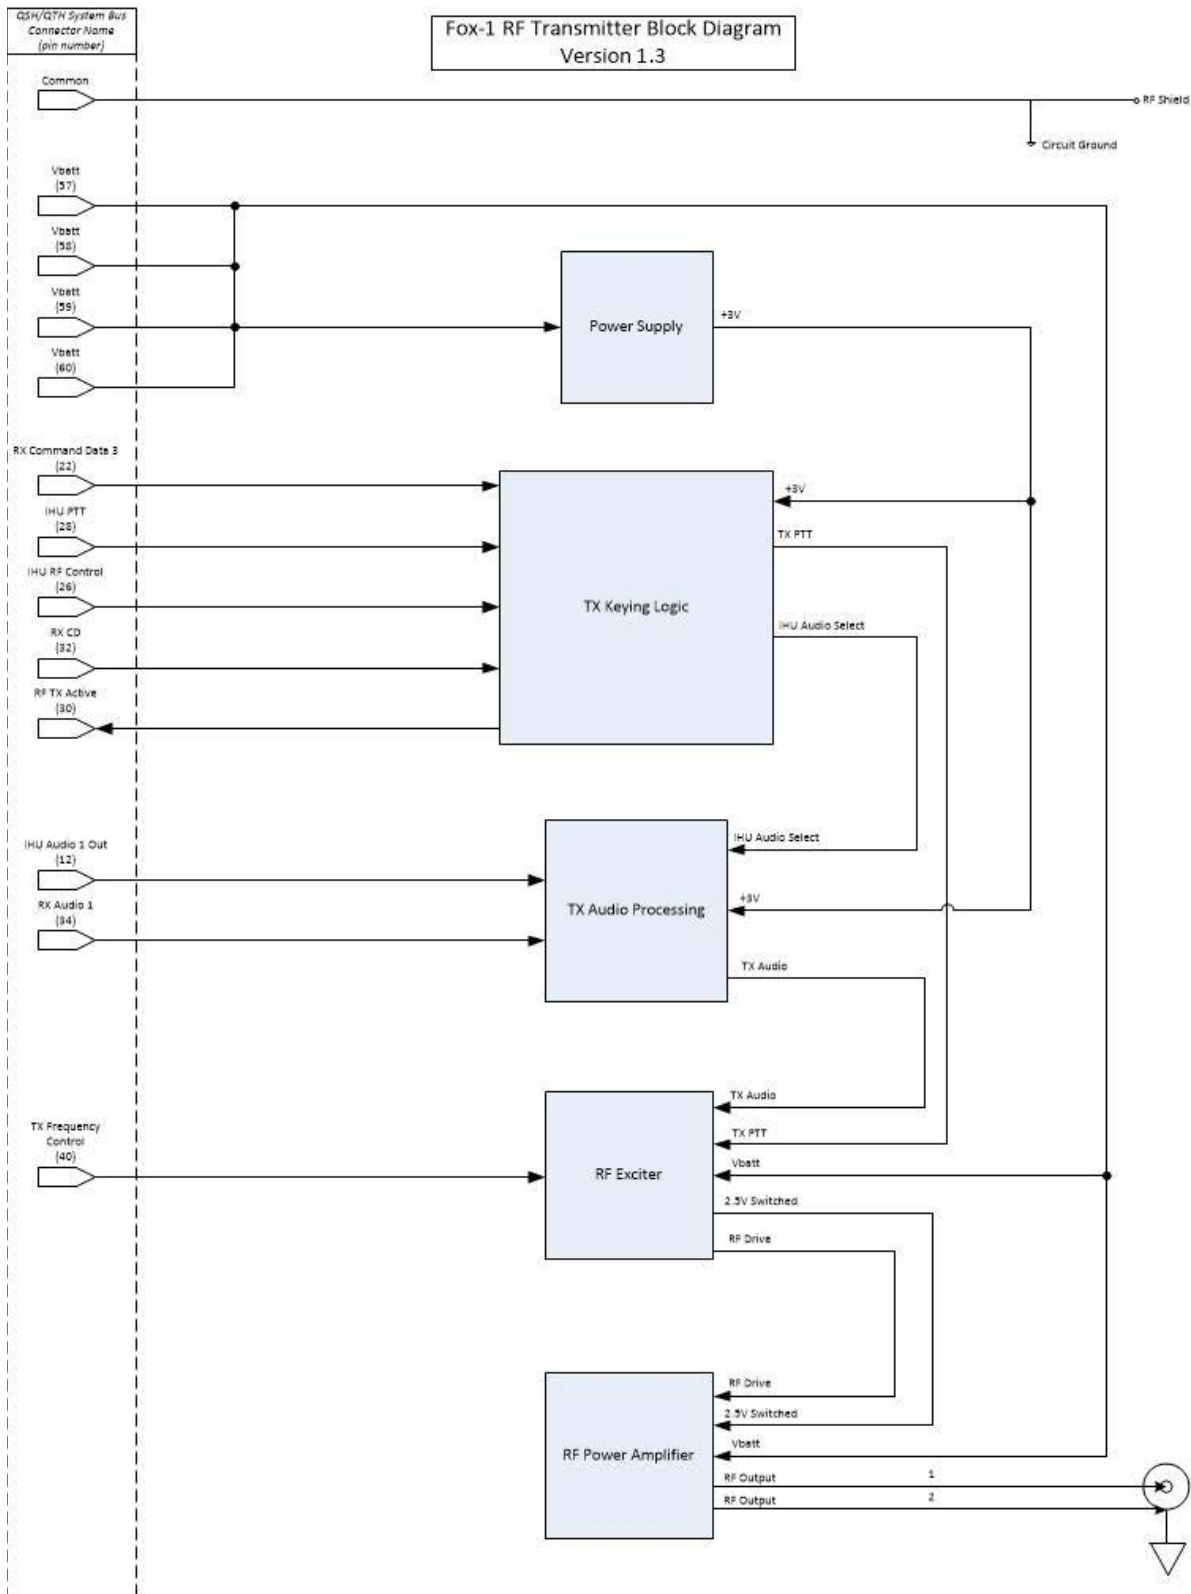 QSH/QTH System Bus
Connector Name
(pin number)
Fox-1 RF Transmitter Block Diagram
Version 1.3
Common
RF Shield
Circuit Ground
Vbatt
(57)
Vbatt
(58)
Vbatt
(59)
Vbatt
(60)
Power Supply
+3V
RX Command Data 3
(22)
IHU PTT
(28)
IHU RF Control
(26)
RX CD
(32)
RF TX Active
(30)
TX Keying Logic
+3V
TX PTT
IHU Audio Select
IHU Audio 1 Out
(12)
RX Audio 1
(34)
TX Audio Processing
IHU Audio Select
+3V
TX Audio
TX Frequency
Control
(40)
RF Exciter
TX Audio
TX PTT
Vbatt
2.5V Switched
RF Drive
RF Power Amplifier
RF Drive
2.5V Switched
Vbatt
RF Output 1
RF Output 2